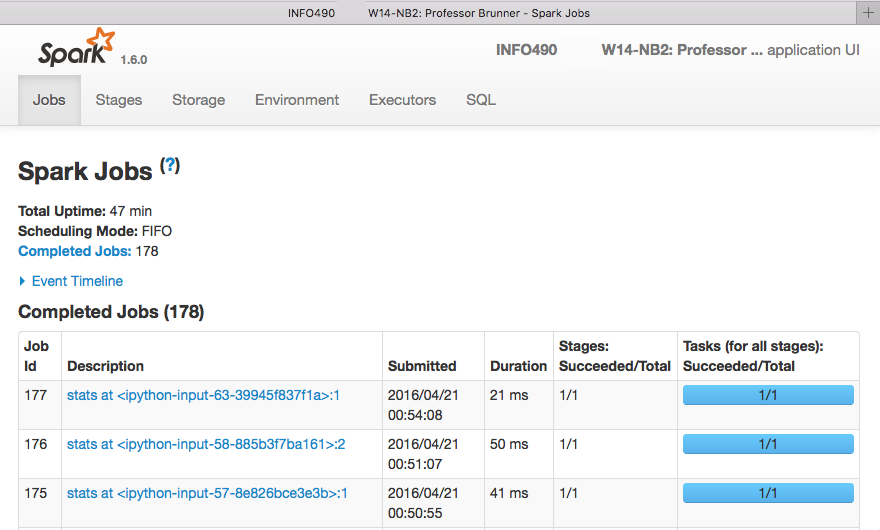 INFO490 W14-NB2: Professor Brunner - Spark Jobs +
Spark 1.6.0 INFO490 W14-NB2: Professor ... application UI
Jobs Stages Storage Environment Executors SQL
Spark Jobs (?)
Total Uptime: 47 min
Scheduling Mode: FIFO
Completed Jobs: 178
Event Timeline
Completed Jobs (178)
Job Id Description Submitted Duration Stages: Succeeded/Total Tasks (for all stages): Succeeded/Total
177 stats at <ipython-input-63-39945f837f1a>:1 2016/04/21 00:54:08 21 ms 1/1 1/1
176 stats at <ipython-input-58-885b3f7ba161>:2 2016/04/21 00:51:07 50 ms 1/1 1/1
175 stats at <ipython-input-57-8e826bce3e3b>:1 2016/04/21 00:50:55 41 ms 1/1 1/1